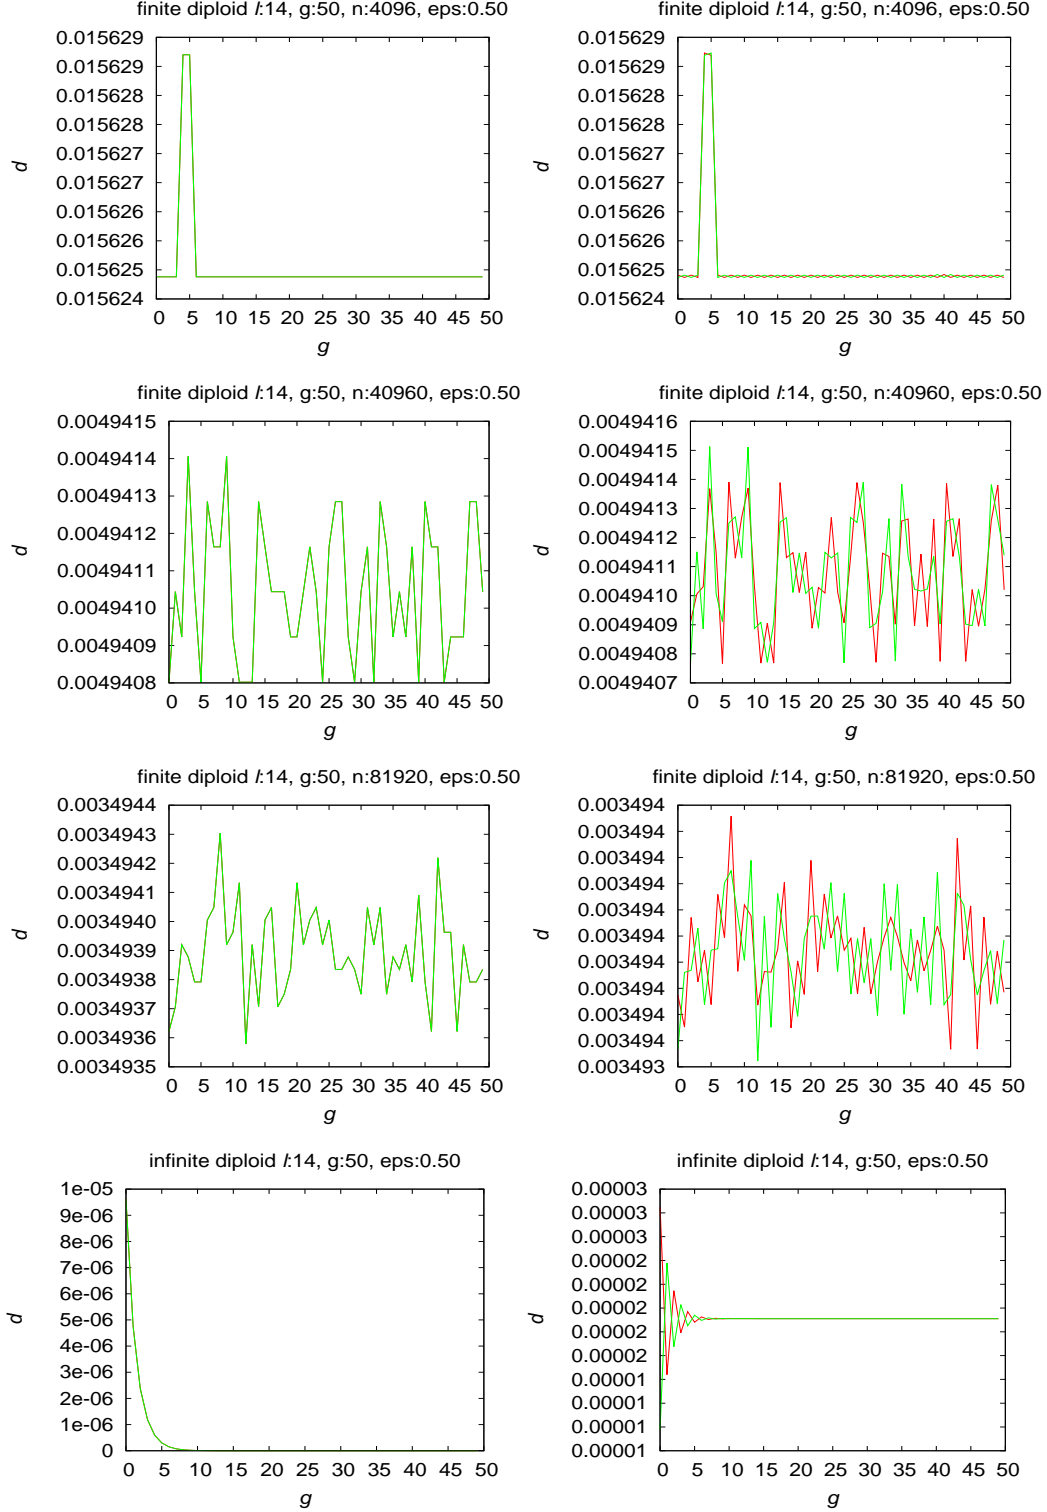 finite diploid l:14, g:50, n:4096, eps:0.50
0.015629
0.015628
0.015628
0.015627
0.015627
0.015626
0.015626
0.015625
0.015624
d
0 5 10 15 20 25 30 35 40 45 50
g
finite diploid l:14, g:50, n:4096, eps:0.50
0.015629
0.015628
0.015628
0.015627
0.015627
0.015626
0.015626
0.015625
0.015624
d
0 5 10 15 20 25 30 35 40 45 50
g
finite diploid l:14, g:50, n:40960, eps:0.50
0.0049415
0.0049414
0.0049413
0.0049412
0.0049411
0.0049410
0.0049409
0.0049408
d
0 5 10 15 20 25 30 35 40 45 50
g
finite diploid l:14, g:50, n:40960, eps:0.50
0.0049416
0.0049415
0.0049414
0.0049413
0.0049412
0.0049411
0.0049410
0.0049409
0.0049408
0.0049407
d
0 5 10 15 20 25 30 35 40 45 50
g
finite diploid l:14, g:50, n:81920, eps:0.50
0.0034944
0.0034943
0.0034942
0.0034941
0.0034940
0.0034939
0.0034938
0.0034937
0.0034936
0.0034935
d
0 5 10 15 20 25 30 35 40 45 50
g
finite diploid l:14, g:50, n:81920, eps:0.50
0.003494
0.003494
0.003494
0.003494
0.003494
0.003494
0.003494
0.003494
0.003494
0.003494
0.003493
d
0 5 10 15 20 25 30 35 40 45 50
g
infinite diploid l:14, g:50, eps:0.50
1e-05
9e-06
8e-06
7e-06
6e-06
5e-06
4e-06
3e-06
2e-06
1e-06
0
d
0 5 10 15 20 25 30 35 40 45 50
g
infinite diploid l:14, g:50, eps:0.50
0.00003
0.00003
0.00003
0.00002
0.00002
0.00002
0.00002
0.00002
0.00001
0.00001
0.00001
0.00001
d
0 5 10 15 20 25 30 35 40 45 50
g